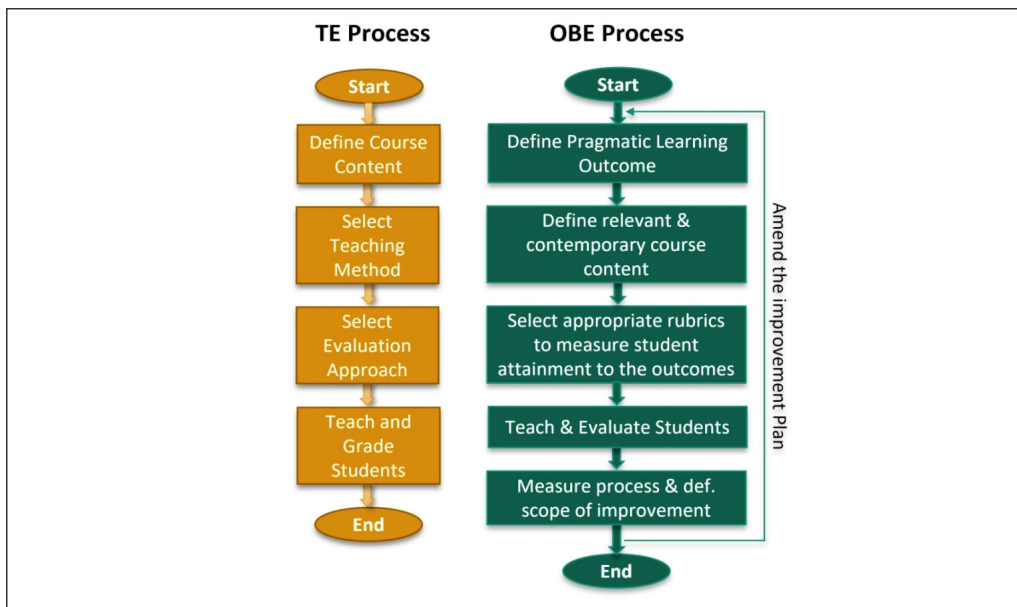 TE Process
Start
Define Course
Content
Select
Teaching
Method
Select
Evaluation
Approach
Teach and
Grade
Students
End
OBE Process
Start
Define Pragmatic Learning
Outcome
Define relevant &
contemporary course
content
Select appropriate rubrics
to measure student
attainment to the outcomes
Teach & Evaluate Students
Measure process & def.
scope of improvement
End
Amend the improvement Plan